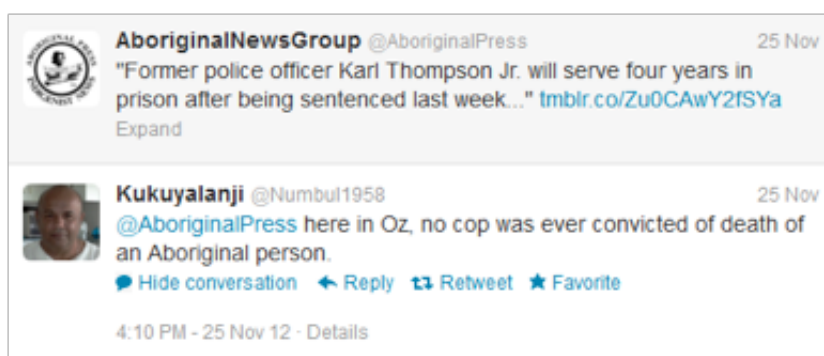 AboriginalNewsGroup @AboriginalPress 25 Nov
"Former police officer Karl Thompson Jr. will serve four years in
prison after being sentenced last week..." tmblr.co/Zu0CAwY2fSYa
Expand
Kukuyalanji @Numbul1958 25 Nov
@AboriginalPress here in Oz, no cop was ever convicted of death of
an Aboriginal person.
Hide conversation Reply Retweet Favorite
4:10 PM - 25 Nov 12 · Details